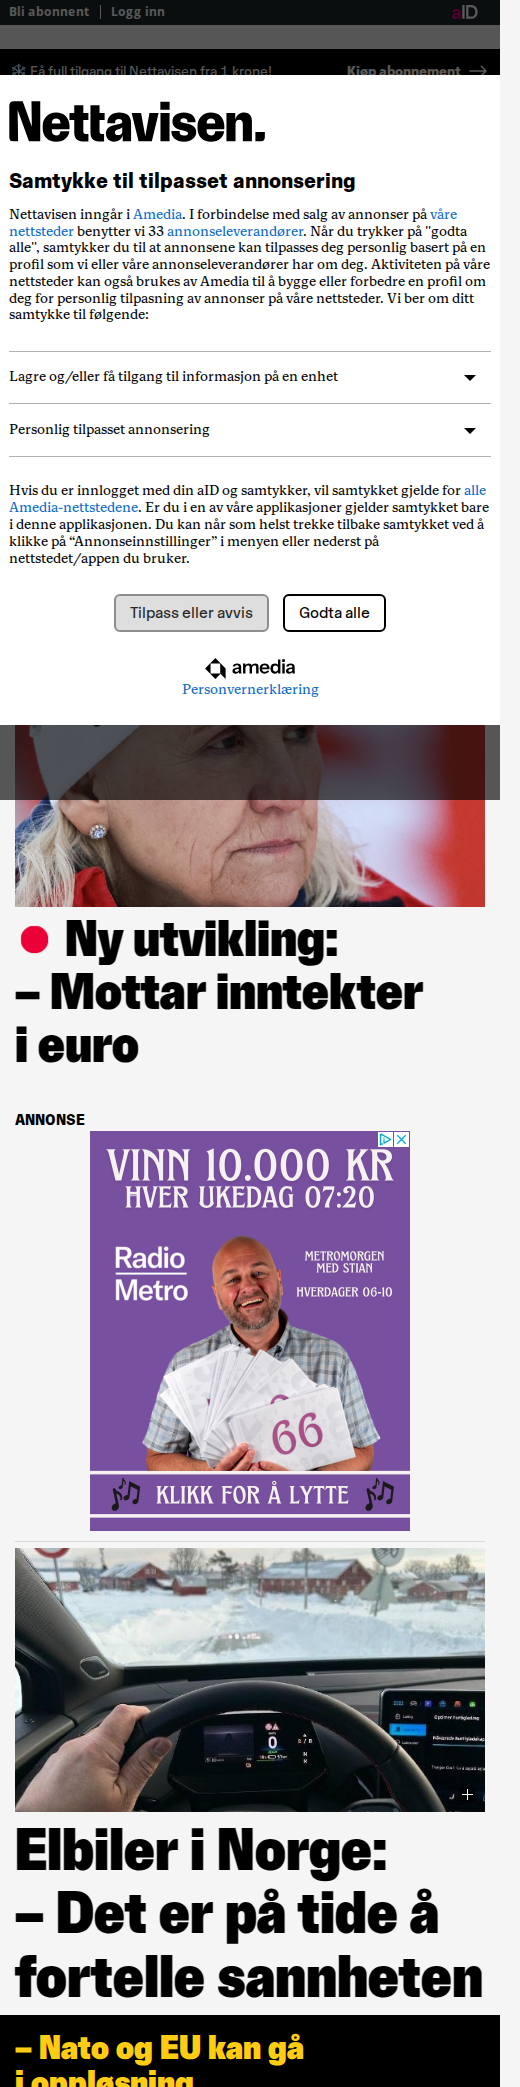 Bli abonnent | Logg inn
aID
Få full tilgang til Nettavisen fra 1 krone!
Kjøp abonnement
Nettavisen.
Samtykke til tilpasset annonsering
Nettavisen inngår i Amedia. I forbindelse med salg av annonser på våre
nettsteder benytter vi 33 annonseleverandører. Når du trykker på "godta
alle", samtykker du til at annonsene kan tilpasses deg personlig basert på en
profil som vi eller våre annonseleverandører har om deg. Aktiviteten på våre
nettsteder kan også brukes av Amedia til å bygge eller forbedre en profil om
deg for personlig tilpasning av annonser på våre nettsteder. Vi ber om ditt
samtykke til følgende:
Lagre og/eller få tilgang til informasjon på en enhet
Personlig tilpasset annonsering
Hvis du er innlogget med din aID og samtykker, vil samtykket gjelde for alle
Amedia-nettstedene. Er du i en av våre applikasjoner gjelder samtykket bare
i denne applikasjonen. Du kan når som helst trekke tilbake samtykket ved å
klikke på “Annonseinnstillinger” i menyen eller nederst på
nettstedet/appen du bruker.
Tilpass eller avvis
Godta alle
amedia
Personvernerklæring
Ny utvikling:
– Mottar inntekter
i euro
ANNONSE
VINN 10.000 KR
HVER UKEDAG 07:20
Radio
Metro
METROMORGEN
MED STIAN
HVERDAGER 06-10
66
KLIKK FOR Å LYTTE
0
Elbiler i Norge:
– Det er på tide å
fortelle sannheten
– Nato og EU kan gå
i oppløsning